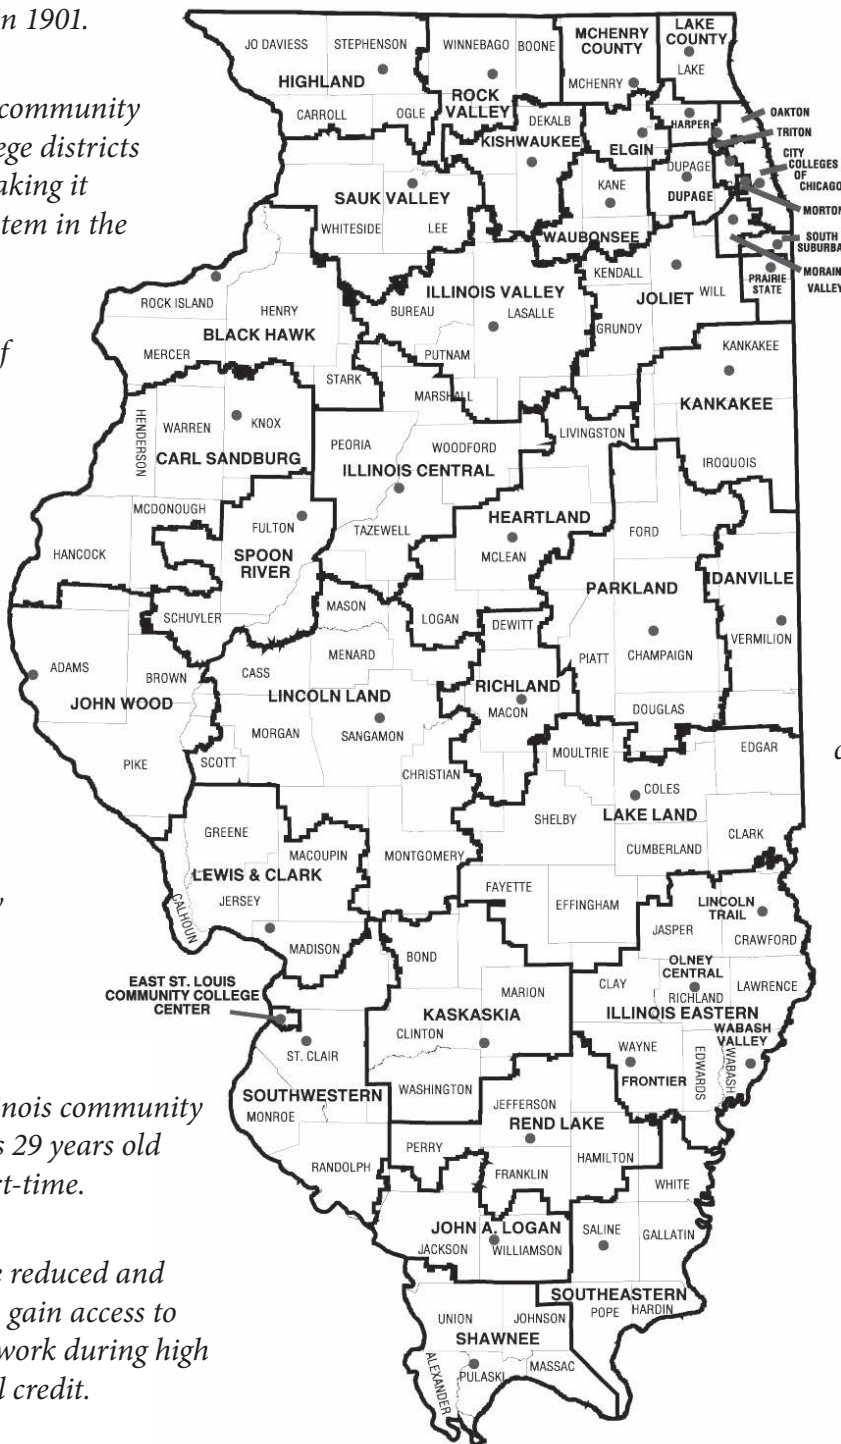 n 1901.
community
ege districts
aking it
stem in the
f
y
linois community
s 29 years old
rt-time.
e reduced and
gain access to
work during high
l credit.
JO DAVIESS
STEPHENSON
HIGHLAND
CARROLL
OGLE
WINNEBAGO
BOONE
ROCK
VALLEY
MCHENRY
COUNTY
MCHENRY
LAKE
COUNTY
LAKE
DEKALB
KISHWAUKEE
ELGIN
HARPER
OAKTON
TRITON
CITY
COLLEGES
OF
CHICAGO
MORTON
SOUTH
SUBURBA
MORAIN
VALLEY
PRAIRIE
STATE
DUPAGE
DUPAGE
KANE
WAUBONSEE
SAUK VALLEY
WHITESIDE
LEE
KENDALL
JOLIET
WILL
GRUNDY
ILLINOIS VALLEY
BUREAU
LASALLE
PUTNAM
ROCK ISLAND
HENRY
BLACK HAWK
MERCER
STARK
MARSHALL
KANKAKEE
KANKAKEE
IROQUOIS
HENDERSON
WARREN
KNOX
CARL SANDBURG
PEORIA
WOODFORD
ILLINOIS CENTRAL
TAZEWELL
LIVINGSTON
HEARTLAND
MCLEAN
FORD
MCDONOUGH
HANCOCK
FULTON
SPOON
RIVER
PARKLAND
DANVILLE
SCHUYLER
MASON
LOGAN
DEWITT
PIATT
CHAMPAIGN
VERMILION
ADAMS
BROWN
JOHN WOOD
CASS
MENARD
LINCOLN LAND
RICHLAND
MACON
DOUGLAS
MORGAN
SANGAMON
PIKE
SCOTT
CHRISTIAN
MOULTRIE
EDGAR
COLES
SHELBY
LAKE LAND
CLARK
CUMBERLAND
GREENE
MACOUPIN
MONTGOMERY
LEWIS & CLARK
JERSEY
CALHOUN
MADISON
FAYETTE
EFFINGHAM
JASPER
LINCOLN
TRAIL
CRAWFORD
BOND
OLNEY
CENTRAL
CLAY
RICHLAND
LAWRENCE
EAST ST. LOUIS
COMMUNITY COLLEGE
CENTER
MARION
KASKASKIA
CLINTON
ILLINOIS EASTERN
WABASH
VALLEY
ST. CLAIR
WAYNE
EDWARDS
WABASH
FRONTIER
SOUTHWESTERN
MONROE
WASHINGTON
JEFFERSON
REND LAKE
RANDOLPH
PERRY
FRANKLIN
HAMILTON
WHITE
JOHN A. LOGAN
JACKSON
WILLIAMSON
SALINE
GALLATIN
SOUTHEASTERN
POPE
HARDIN
UNION
JOHNSON
SHAWNEE
ALEXANDER
PULASKI
MASSAC